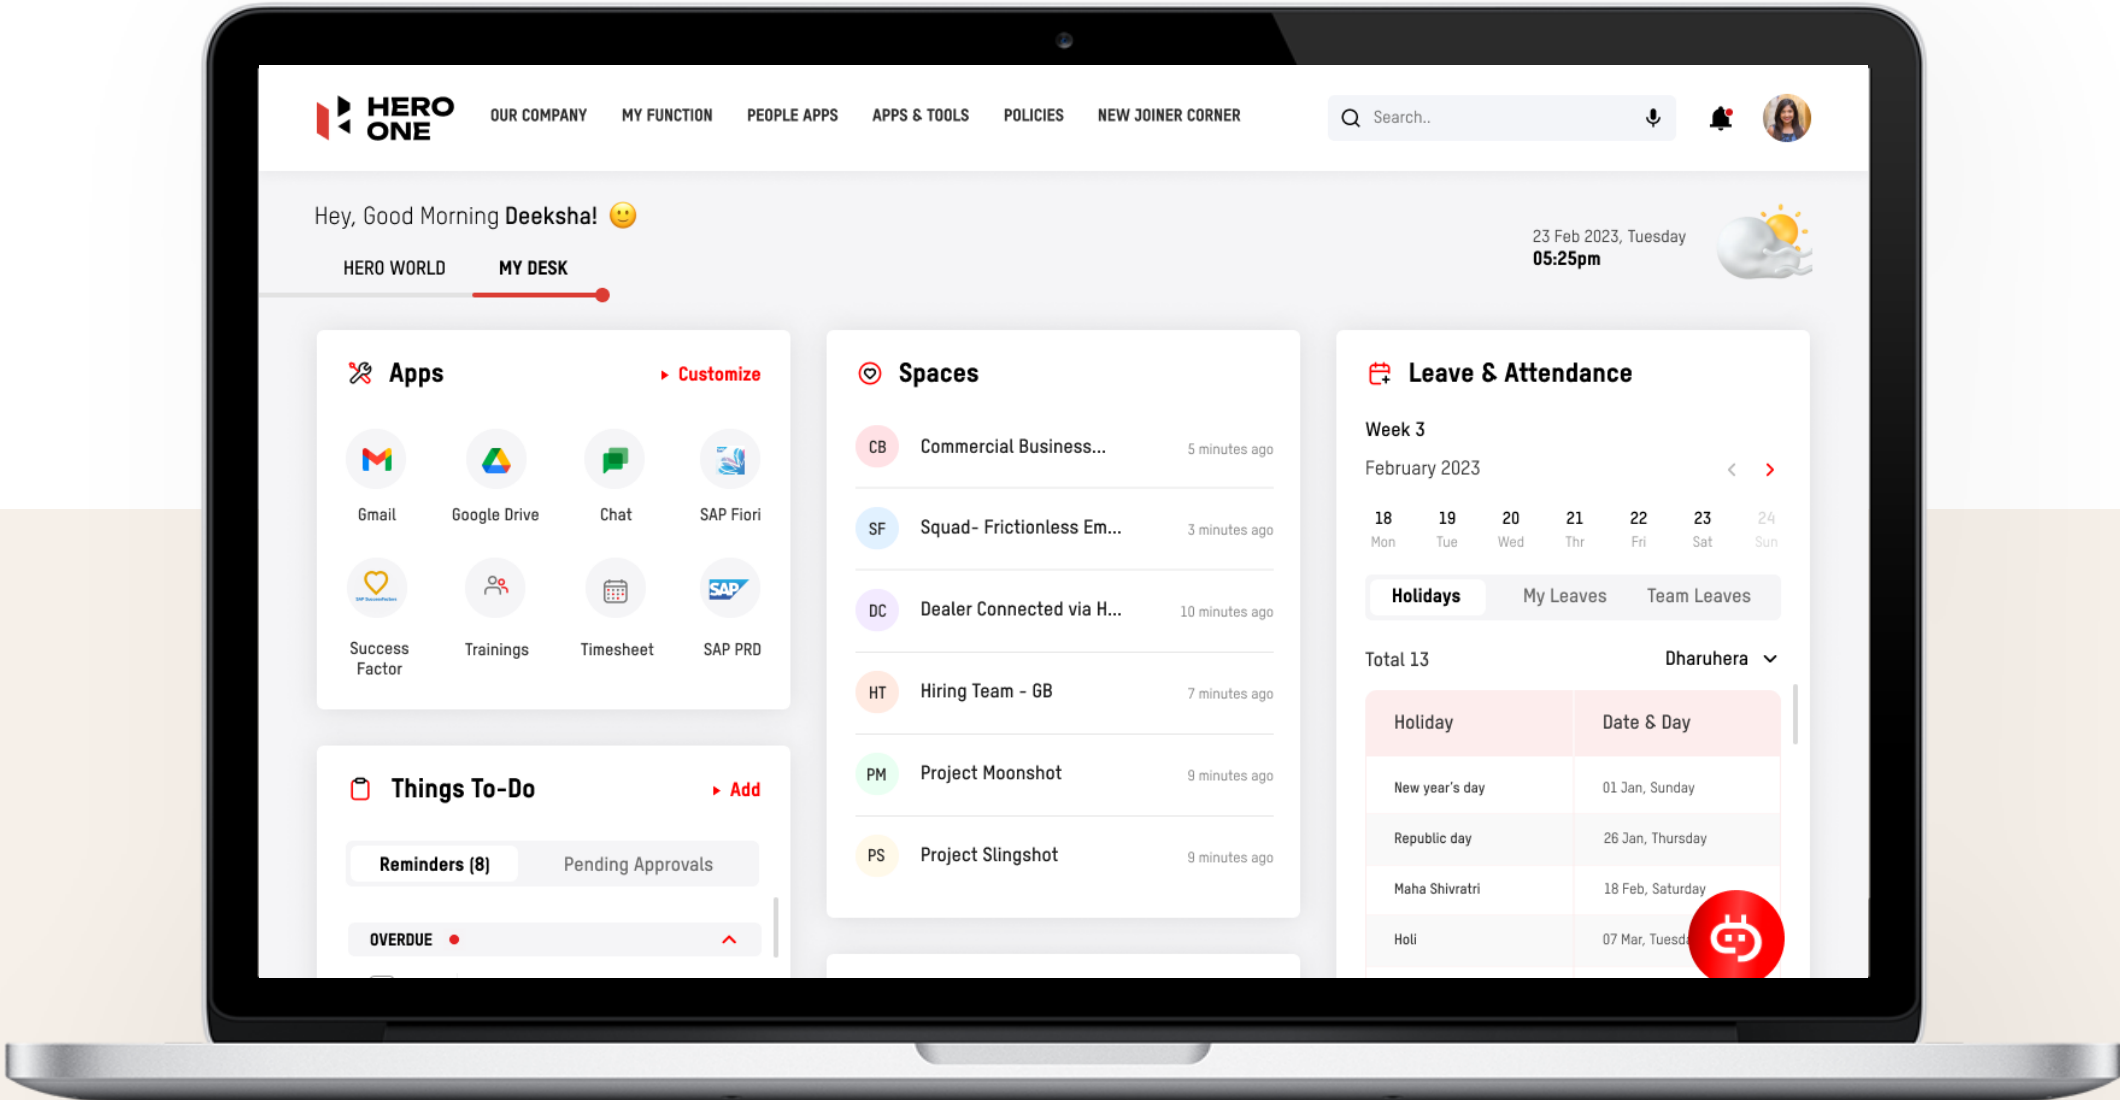 HERO
ONE
OUR COMPANY
MY FUNCTION
PEOPLE APPS
APPS & TOOLS
POLICIES
NEW JOINER CORNER
Search..
Hey, Good Morning Deeksha!
23 Feb 2023, Tuesday
05:25pm
HERO WORLD
MY DESK
Apps
Customize
Gmail
Google Drive
Chat
SAP Fiori
SAP SuccessFactors
SAP
Success
Factor
Trainings
Timesheet
SAP PRD
Things To-Do
Add
Reminders (8)
Pending Approvals
OVERDUE
Spaces
CB
Commercial Business...
5 minutes ago
SF
Squad- Frictionless Em...
3 minutes ago
DC
Dealer Connected via H...
10 minutes ago
HT
Hiring Team - GB
7 minutes ago
PM
Project Moonshot
9 minutes ago
PS
Project Slingshot
9 minutes ago
Leave & Attendance
Week 3
February 2023
18 19 20 21 22 23 24
Mon Tue Wed Thr Fri Sat Sun
Holidays
My Leaves
Team Leaves
Total 13
Dharuhera
Holiday
Date & Day
New year's day
01 Jan, Sunday
Republic day
26 Jan, Thursday
Maha Shivratri
18 Feb, Saturday
Holi
07 Mar,